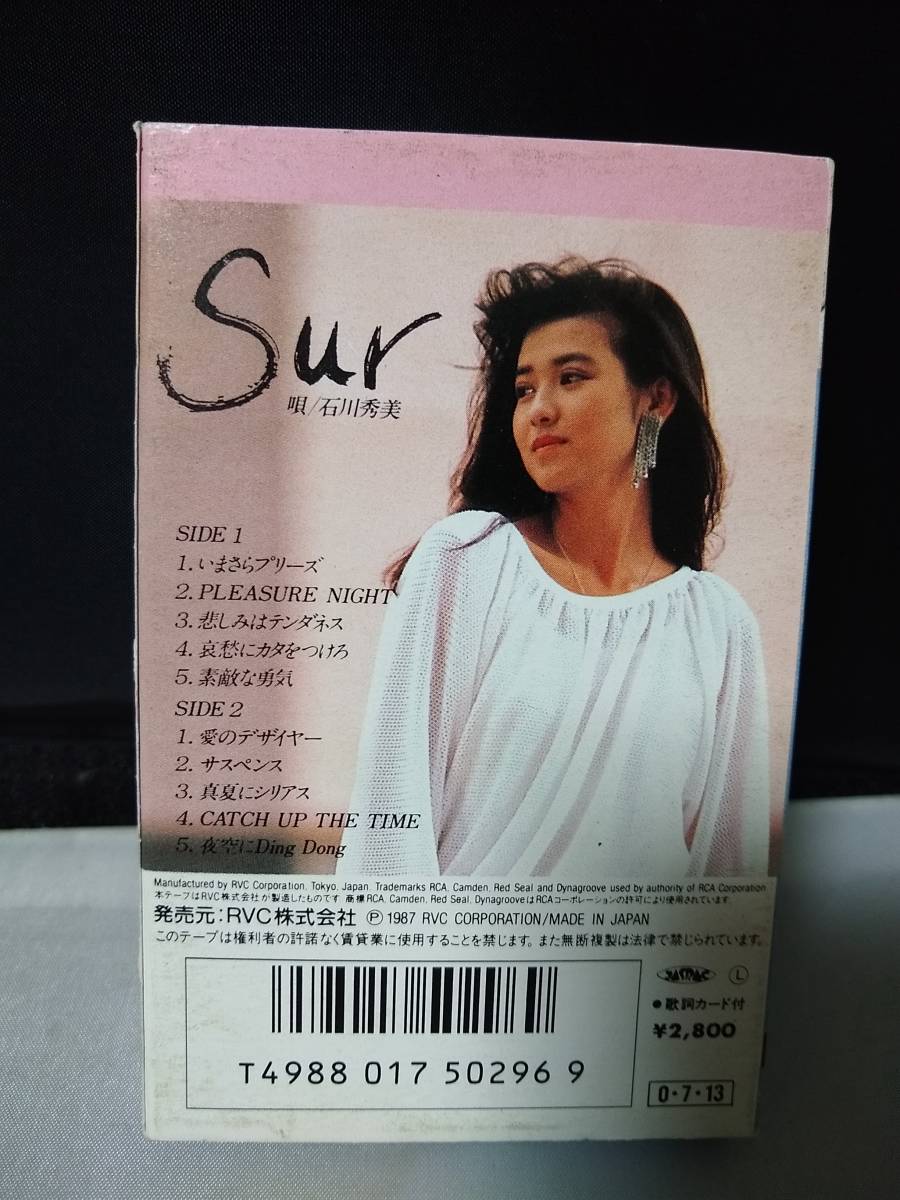 Sur
唄/石川秀美
SIDE 1
1. いまさらプリーズ
2. PLEASURE NIGHT
3. 悲しみはテンダネス
4. 哀愁にカタをつけろ
5. 素敵な勇気
SIDE 2
1. 愛のデザイヤー
2. サスペンス
3. 真夏にシリアス
4. CATCH UP THE TIME
5. 夜空にDing Dong
Manufactured by RVC Corporation, Tokyo, Japan. Trademarks RCA, Camden, Red Seal and Dynagroove used by authority of RCA Corporation
本テープはRVC株式会社が製造したものです 商標RCA, Camden, Red Seal, DynagrooveはRCAコーポレーションの許可により使用されています.
発売元:RVC株式会社 Ⓟ 1987 RVC CORPORATION/MADE IN JAPAN
このテープは権利者の許諾なく賃貸業に使用することを禁じます。また無断複製は法律で禁じられています。
JASRAC Ⓛ
●歌詞カード付
¥2,800
T4988 017 50296 9
0・7・13